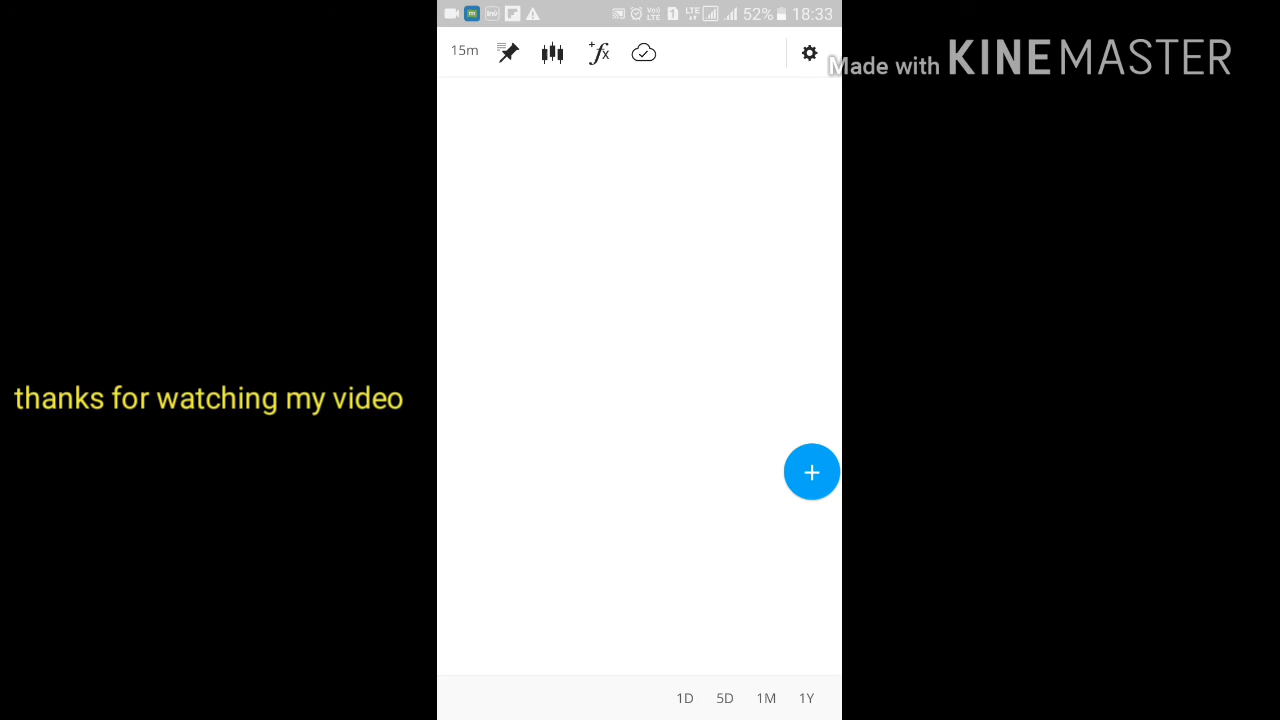 52% 18:33
15m
Made with KINEMASTER
thanks for watching my video
1D 5D 1M 1Y